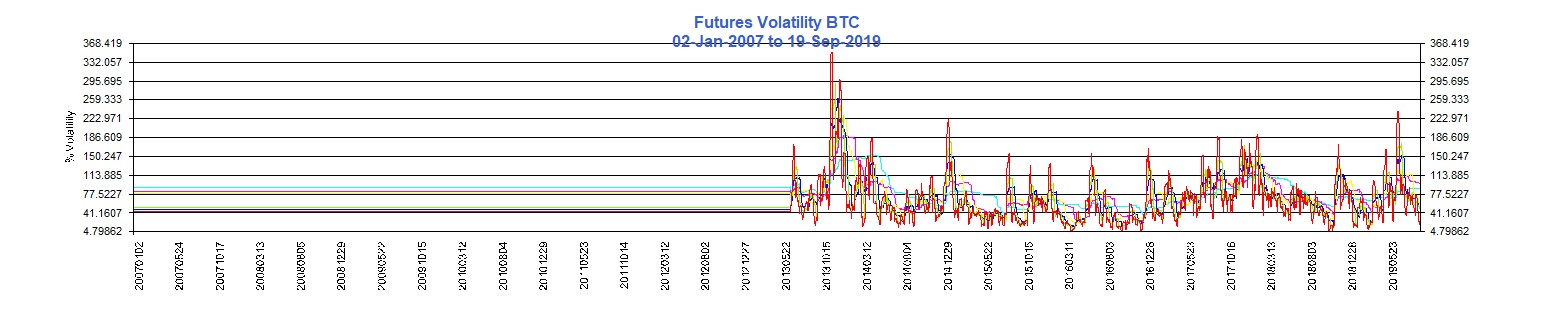 Futures Volatility BTC
02-Jan-2007 to 19-Sep-2019
% Volatility
368.419 368.419
332.057 332.057
295.695 295.695
259.333 259.333
222.971 222.971
186.609 186.609
150.247 150.247
113.885 113.885
77.5227 77.5227
41.1607 41.1607
4.79862 4.79862
20070102 20070524 20071017 20080313 20080805 20081229 20090522 20091015 20100312 20100804 20101229 20110523 20111014 20120312 20120802 20121227 20130522 20131015 20140312 20141004 20141229 20150522 20151015 20160311 20160803 20161228 20170523 20171016 20180313 20180803 20181226 20190523